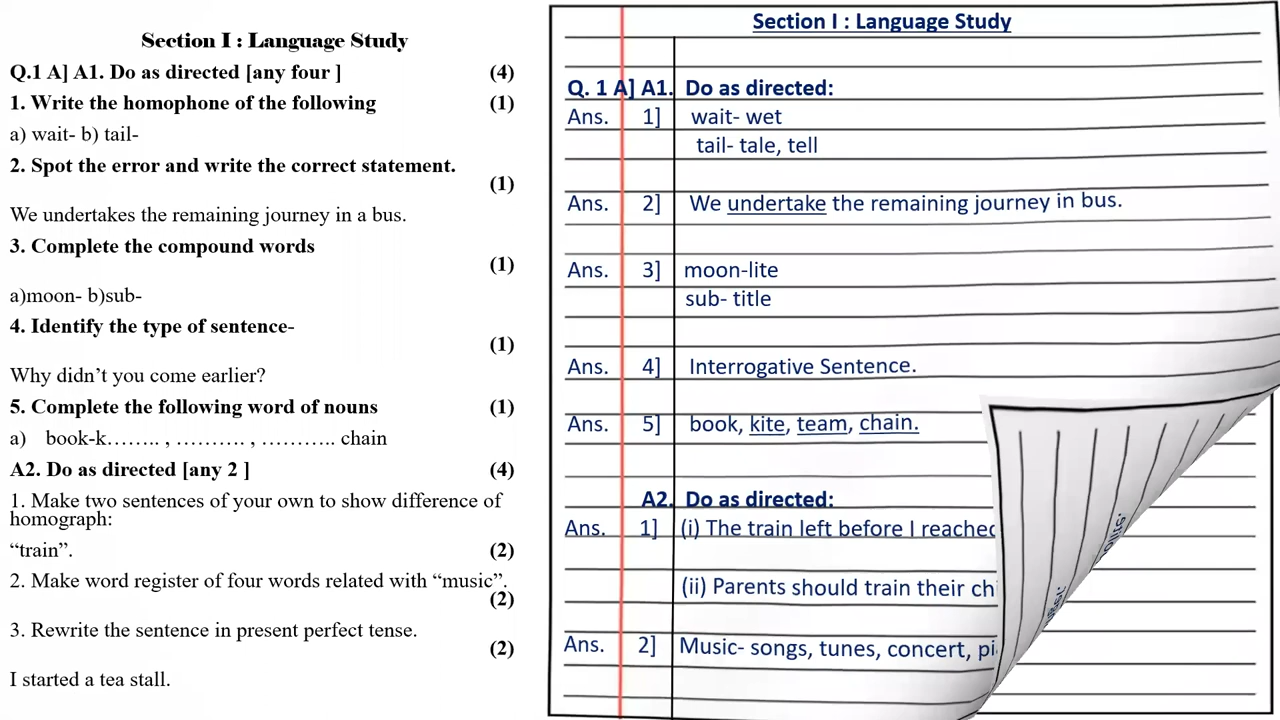 Section I : Language Study
Q.1 A] A1. Do as directed [any four ] (4)
1. Write the homophone of the following (1)
a) wait- b) tail-
2. Spot the error and write the correct statement.
(1)
We undertakes the remaining journey in a bus.
3. Complete the compound words
(1)
a)moon- b)sub-
4. Identify the type of sentence-
(1)
Why didn't you come earlier?
5. Complete the following word of nouns (1)
a) book-k…….. , ………. , ……….. chain
A2. Do as directed [any 2 ] (4)
1. Make two sentences of your own to show difference of
homograph:
“train”. (2)
2. Make word register of four words related with “music”.
(2)
3. Rewrite the sentence in present perfect tense.
(2)
I started a tea stall.
Section I : Language Study
Q. 1 A] A1. Do as directed:
Ans. 1] wait- wet
tail- tale, tell
Ans. 2] We undertake the remaining journey in bus.
Ans. 3] moon-lite
sub- title
Ans. 4] Interrogative Sentence.
Ans. 5] book, kite, team, chain.
A2. Do as directed:
Ans. 1] (i) The train left before I reached
(ii) Parents should train their
Ans. 2] Music- songs, tunes, concert,